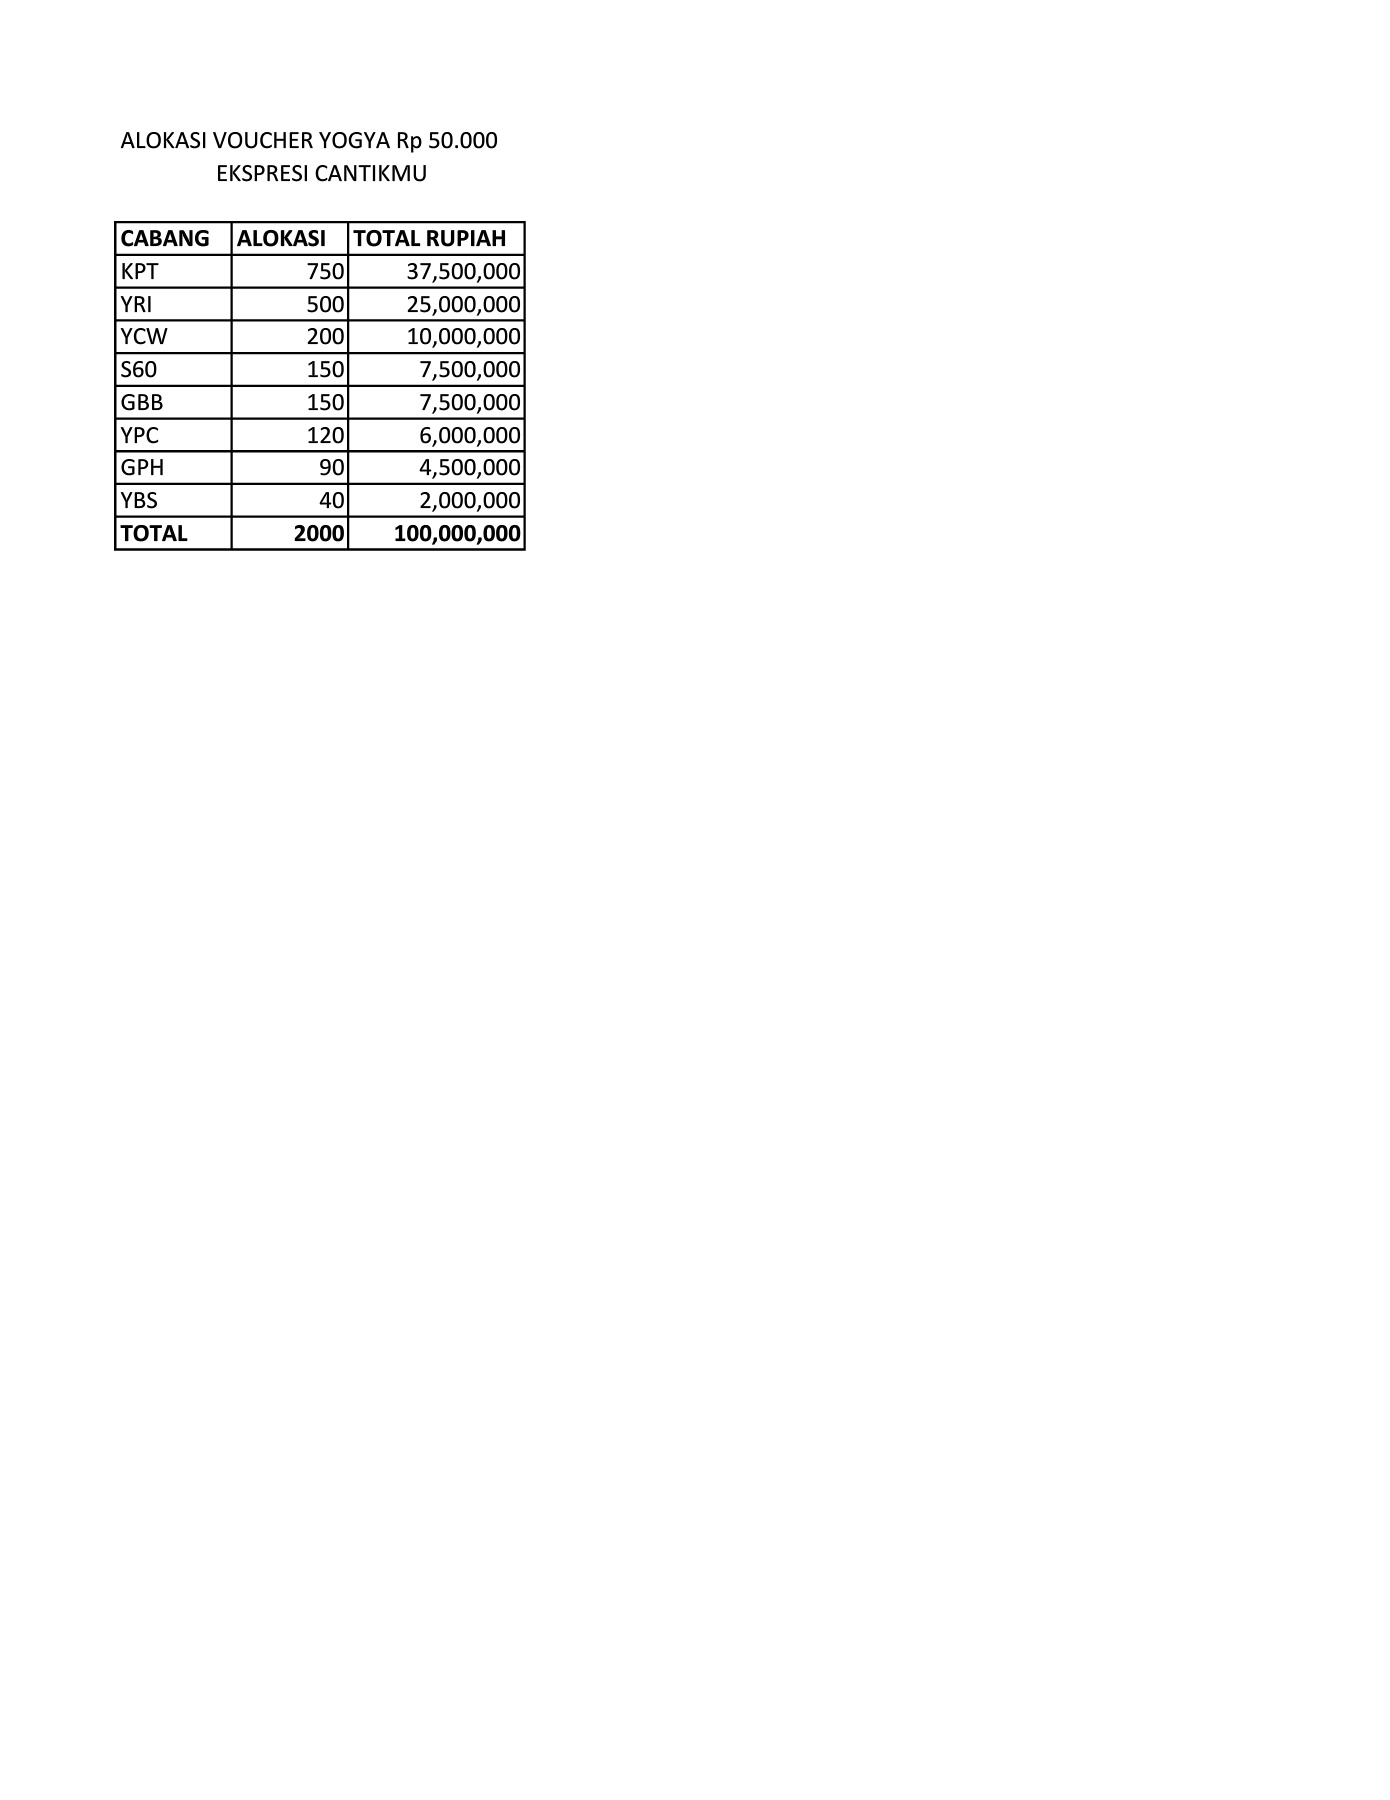 ALOKASI VOUCHER YOGYA Rp 50.000
EKSPRESI CANTIKMU
CABANG ALOKASI TOTAL RUPIAH
KPT 750 37,500,000
YRI 500 25,000,000
YCW 200 10,000,000
S60 150 7,500,000
GBB 150 7,500,000
YPC 120 6,000,000
GPH 90 4,500,000
YBS 40 2,000,000
TOTAL 2000 100,000,000